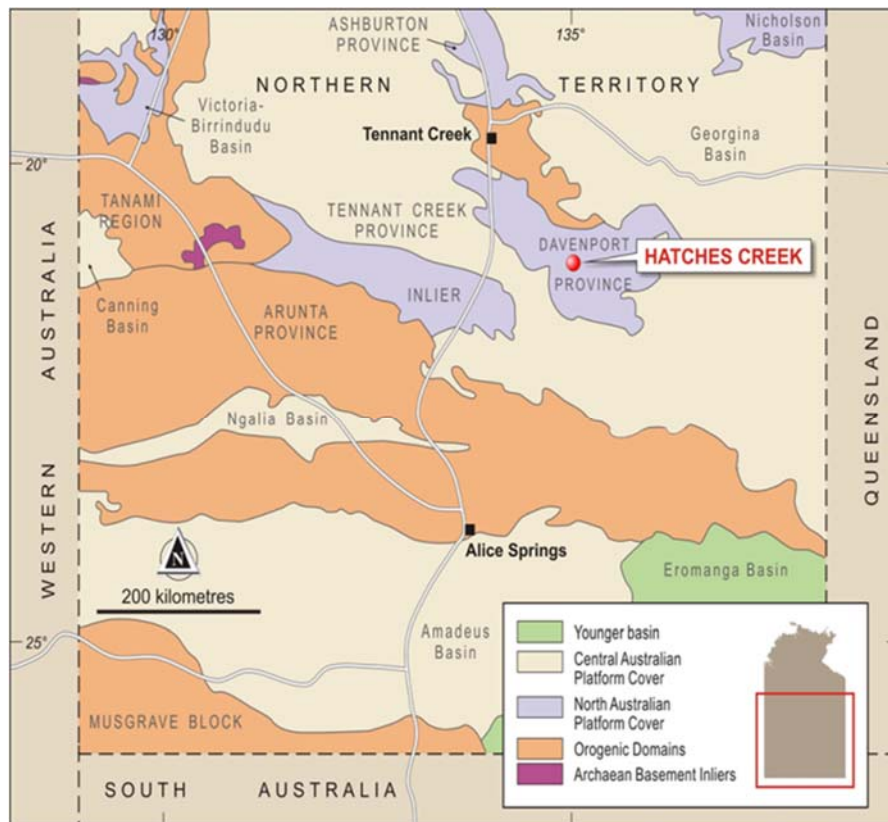 130°
ASHBURTON
PROVINCE
135°
Nicholson
Basin
NORTHERN
TERRITORY
Victoria-
Birrindudu
Basin
Tennant Creek
Georgina
Basin
20°
TANAMI
REGION
TENNANT CREEK
PROVINCE
DAVENPORT
PROVINCE
HATCHES CREEK
Canning
Basin
ARUNTA
PROVINCE
INLIER
WESTERN AUSTRALIA
QUEENSLAND
Ngalia Basin
N
Alice Springs
200 kilometres
Eromanga Basin
25°
Amadeus
Basin
MUSGRAVE BLOCK
SOUTH AUSTRALIA
Younger basin
Central Australian
Platform Cover
North Australian
Platform Cover
Orogenic Domains
Archaean Basement Inliers